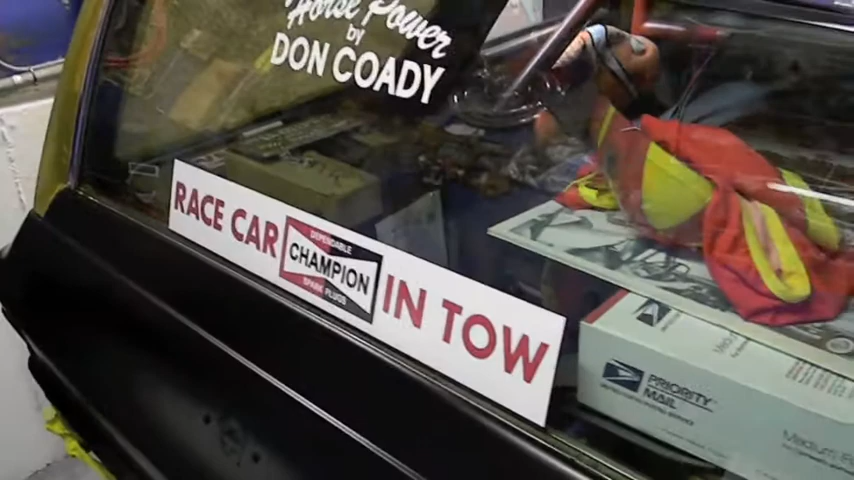 Horse Power
by
DON COADY
RACE CAR
DEPENDABLE
CHAMPION
SPARK PLUGS
IN TOW
PRIORITY
MAIL